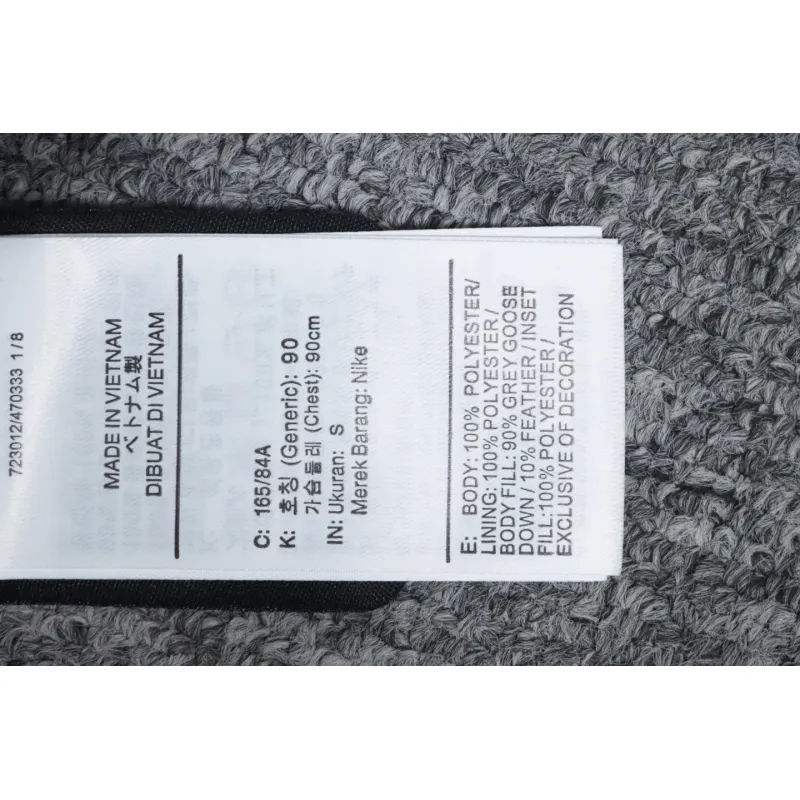 723012/470333 1/8
MADE IN VIETNAM
ベトナム製
DIBUAT DI VIETNAM
C: 165/84A
K: 호칭 (Generic): 90
가슴둘레 (Chest): 90cm
IN: Ukuran: S
Merek Barang: Nike
E: BODY: 100% POLYESTER/
LINING: 100% POLYESTER/
BODY FILL: 90% GREY GOOSE
DOWN / 10% FEATHER / INSET
FILL:100% POLYESTER/
EXCLUSIVE OF DECORATION